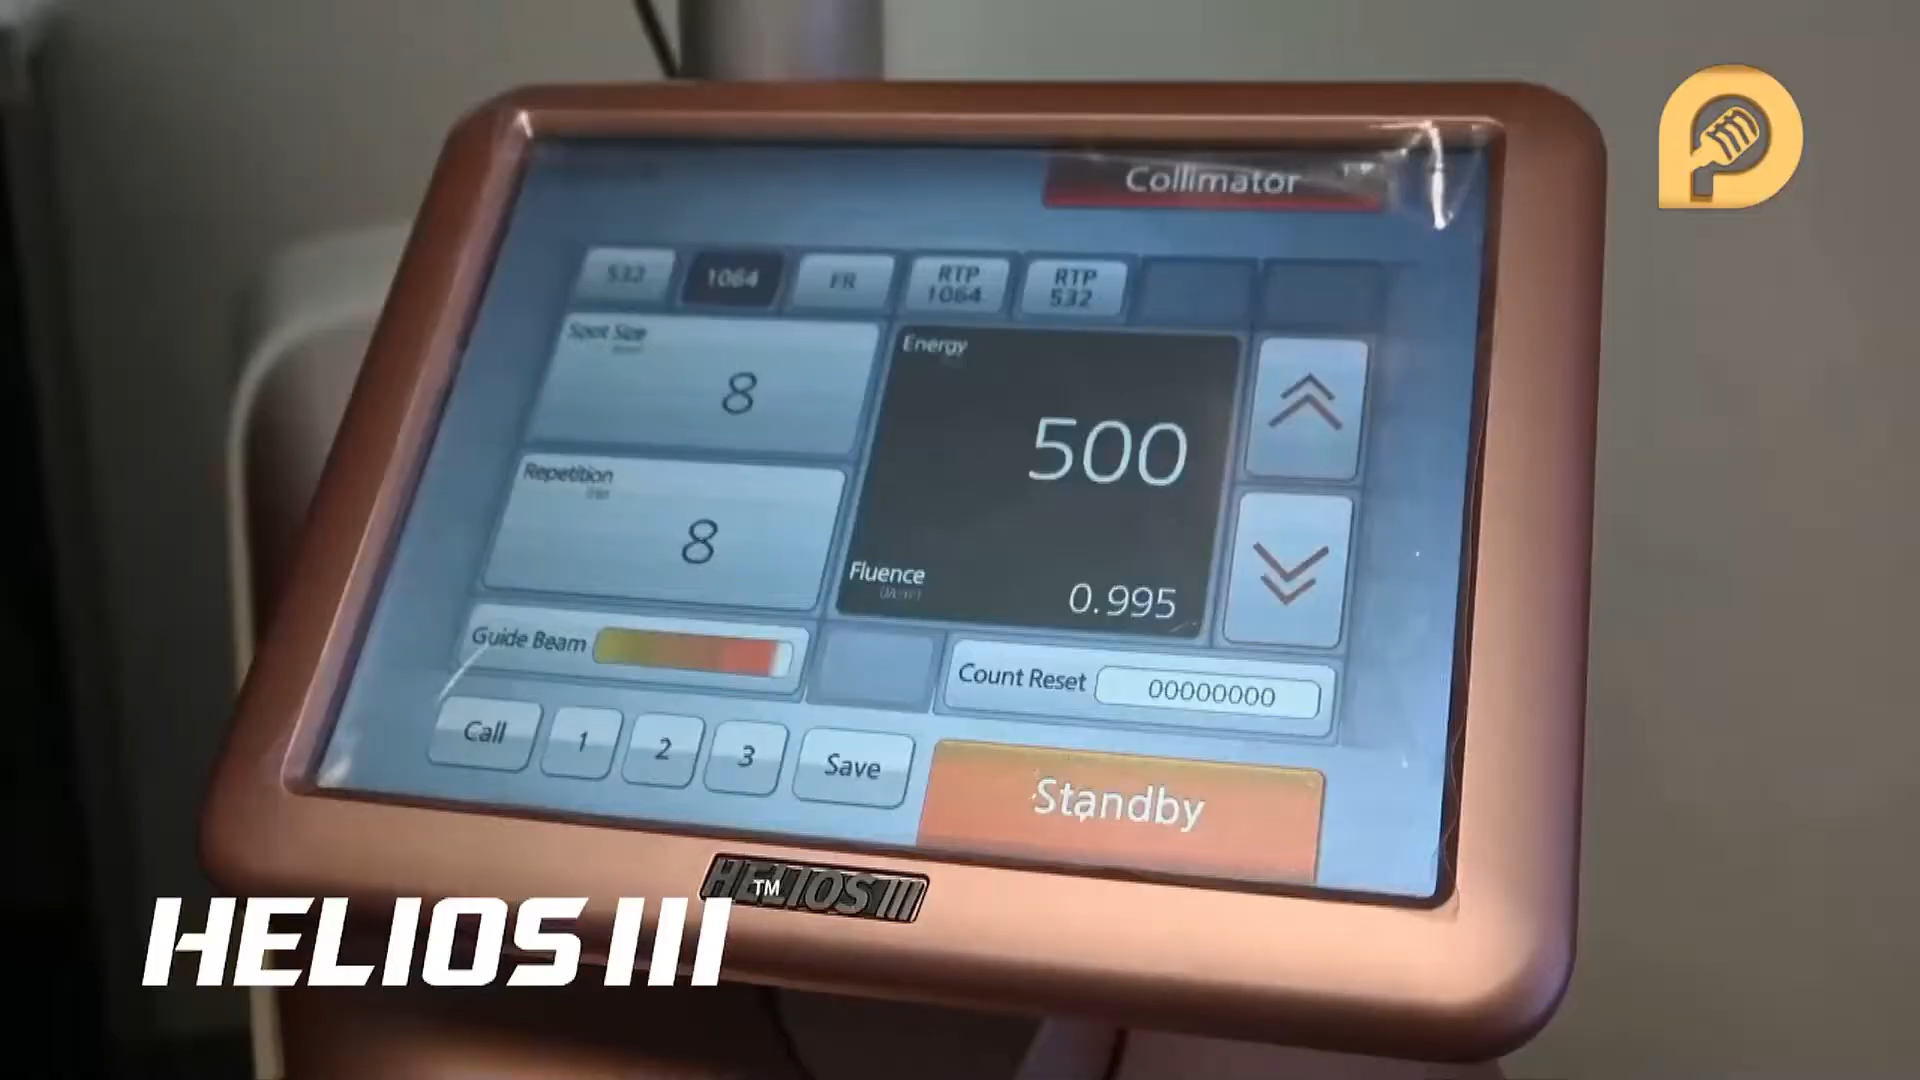 Collimator
532
1064
FR
RTP
1064
RTP
532
Spot Size
8
Energy
500
Repetition
8
Fluence
0.995
Guide Beam
Count Reset
00000000
Call
1
2
3
Save
Standby
HELIOS III
HELIOS III
TM